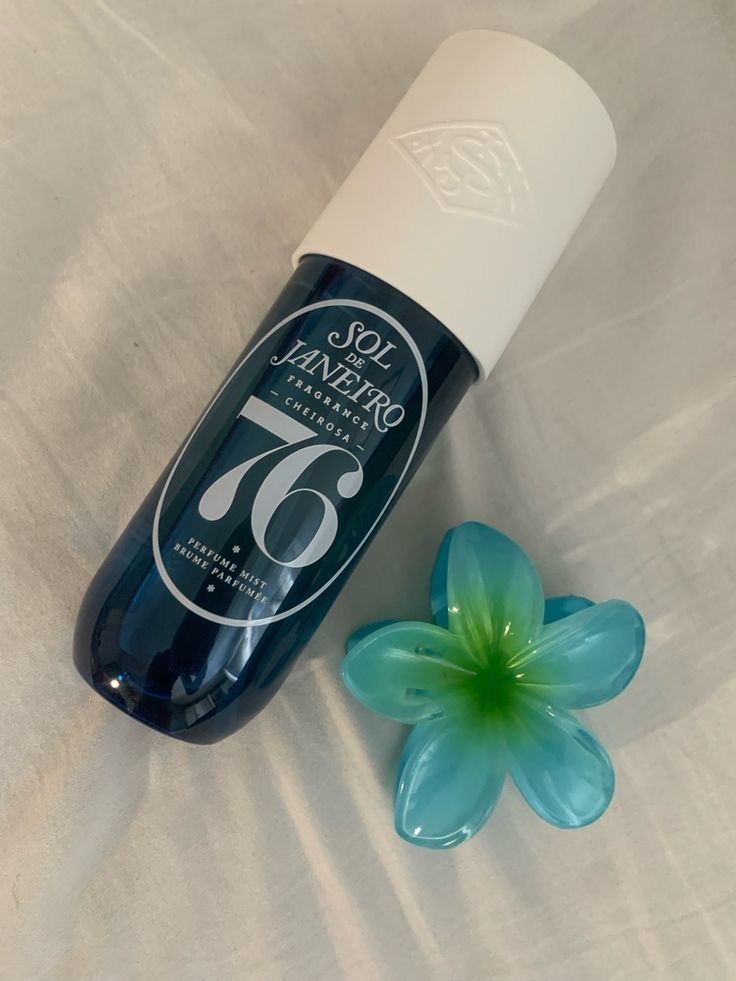 SOL
DE
JANEIRO
FRAGRANCE
— CHEIROSA —
76
PERFUME MIST
BRUME PARFUMÉE